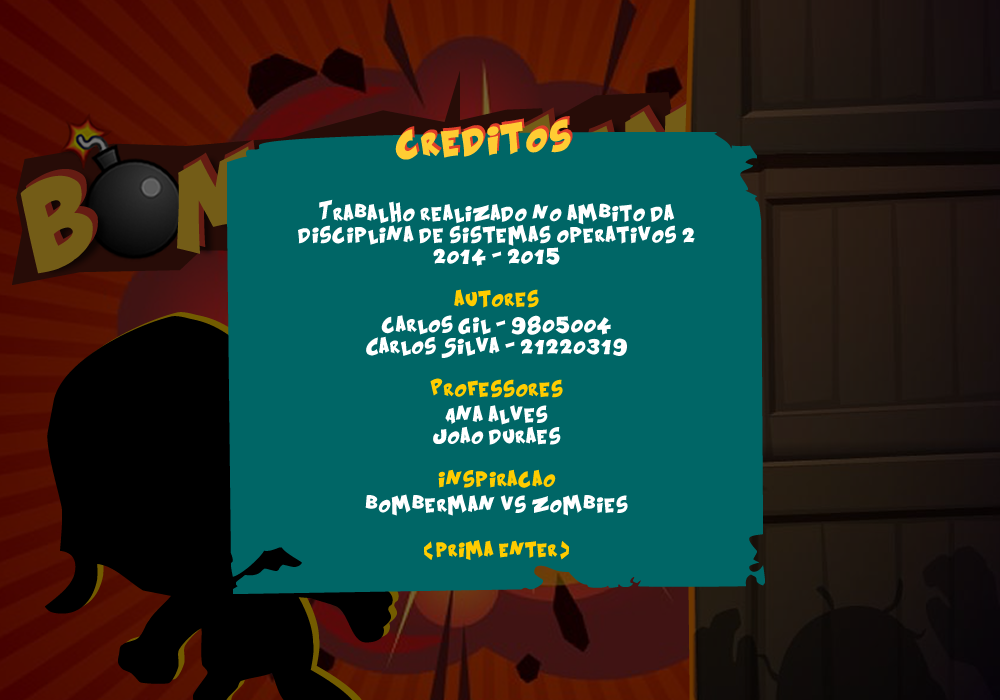 CREDITOS
TRABALHO REALIZADO NO AMBITO DA
DISCIPLINA DE SISTEMAS OPERATIVOS 2
2014 - 2015
AUTORES
CARLOS GIL - 9805004
CARLOS SILVA - 21220319
PROFESSORES
ANA ALVES
JOAO DURAES
INSPIRACAO
BOMBERMAN VS ZOMBIES
<PRIMA ENTER>